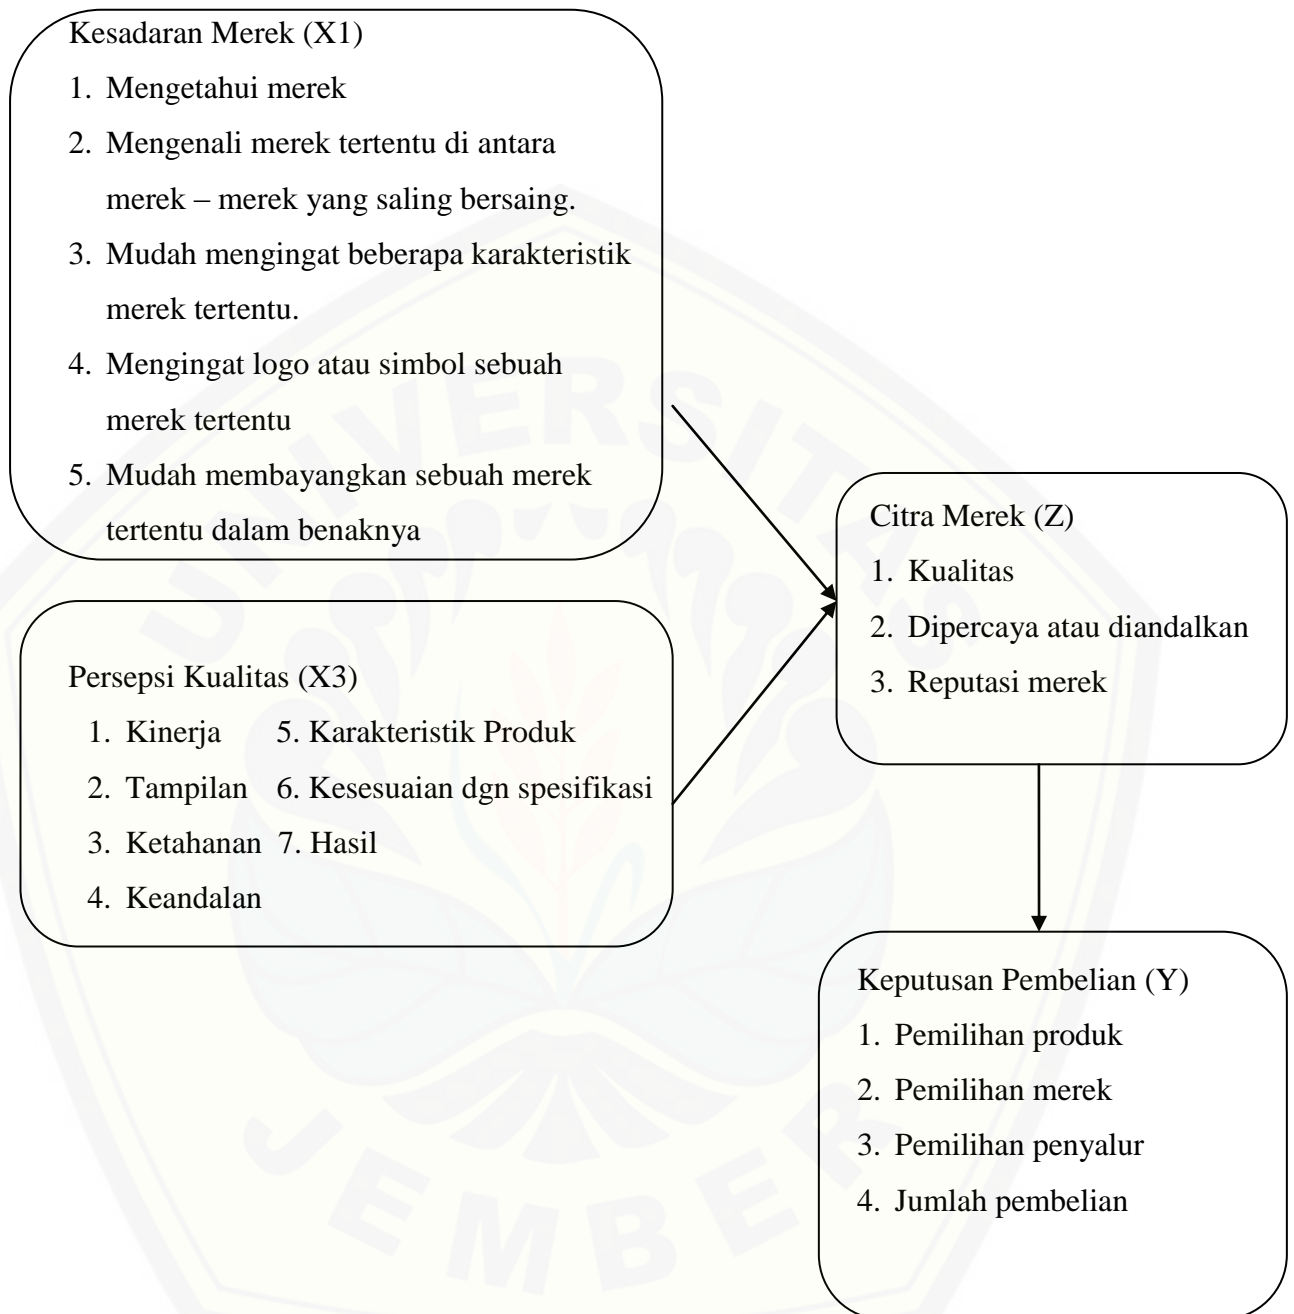 Kesadaran Merek (X1)
1. Mengetahui merek
2. Mengenali merek tertentu di antara
merek – merek yang saling bersaing.
3. Mudah mengingat beberapa karakteristik
merek tertentu.
4. Mengingat logo atau simbol sebuah
merek tertentu
5. Mudah membayangkan sebuah merek
tertentu dalam benaknya
Persepsi Kualitas (X3)
1. Kinerja 5. Karakteristik Produk
2. Tampilan 6. Kesesuaian dgn spesifikasi
3. Ketahanan 7. Hasil
4. Keandalan
Citra Merek (Z)
1. Kualitas
2. Dipercaya atau diandalkan
3. Reputasi merek
Keputusan Pembelian (Y)
1. Pemilihan produk
2. Pemilihan merek
3. Pemilihan penyalur
4. Jumlah pembelian
UNIVERSITAS
JEMBER